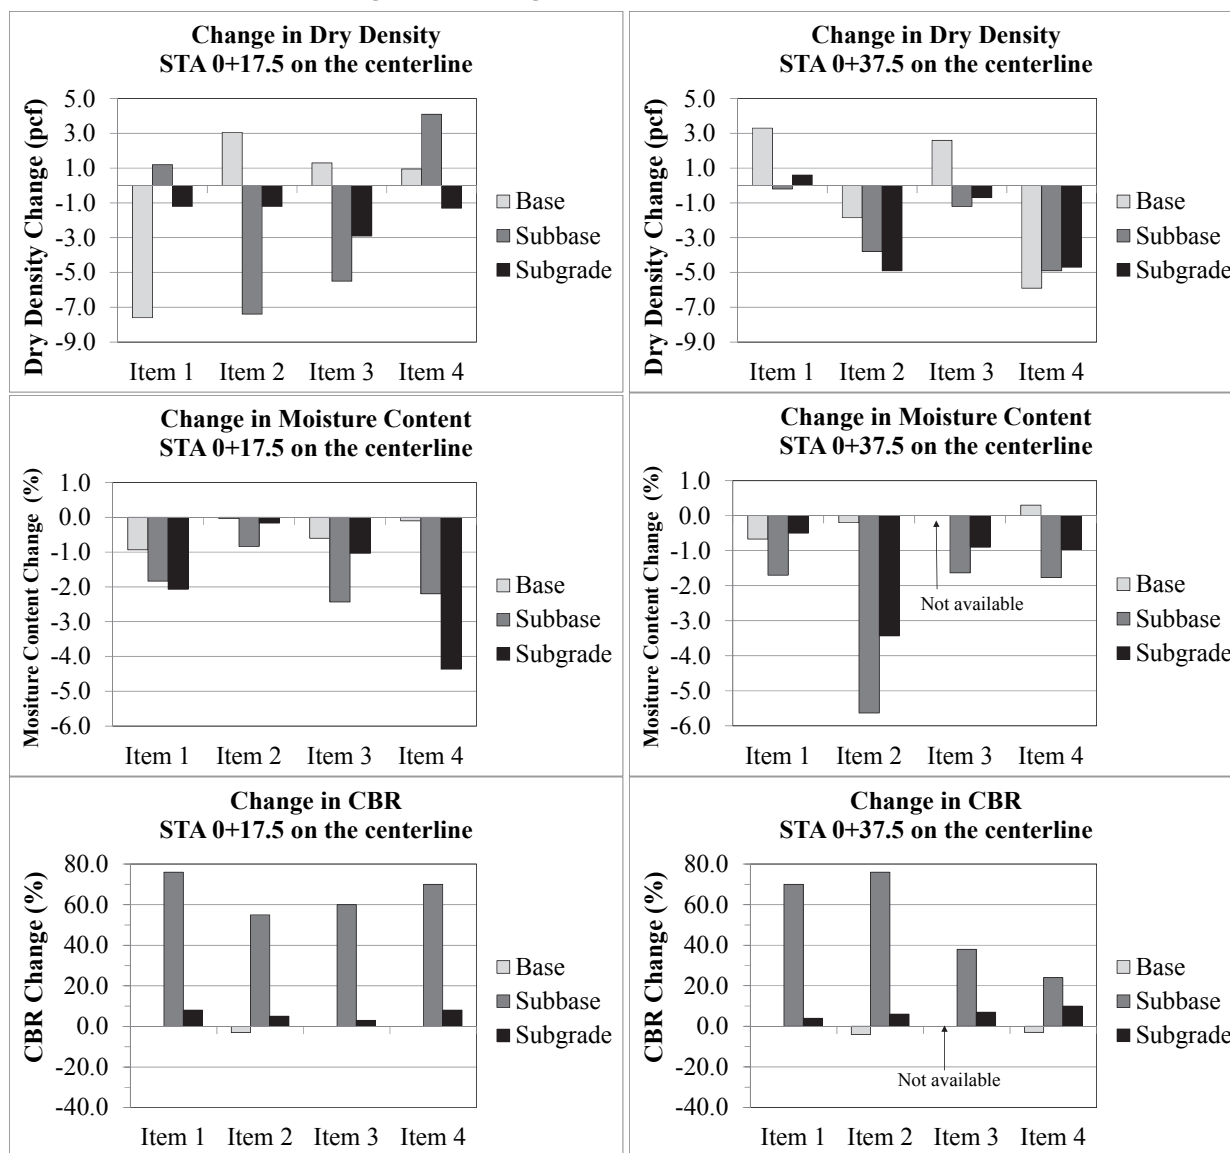 Change in Dry Density
STA 0+17.5 on the centerline
Dry Density Change (pcf)
5.0
3.0
1.0
-1.0
-3.0
-5.0
-7.0
-9.0
Item 1 Item 2 Item 3 Item 4
Base
Subbase
Subgrade
Change in Dry Density
STA 0+37.5 on the centerline
Dry Density Change (pcf)
5.0
3.0
1.0
-1.0
-3.0
-5.0
-7.0
-9.0
Item 1 Item 2 Item 3 Item 4
Base
Subbase
Subgrade
Change in Moisture Content
STA 0+17.5 on the centerline
Mositure Content Change (%)
1.0
0.0
-1.0
-2.0
-3.0
-4.0
-5.0
-6.0
Item 1 Item 2 Item 3 Item 4
Base
Subbase
Subgrade
Change in Moisture Content
STA 0+37.5 on the centerline
Mositure Content Change (%)
1.0
0.0
-1.0
-2.0
-3.0
-4.0
-5.0
-6.0
Not available
Item 1 Item 2 Item 3 Item 4
Base
Subbase
Subgrade
Change in CBR
STA 0+17.5 on the centerline
CBR Change (%)
80.0
60.0
40.0
20.0
0.0
-20.0
-40.0
Item 1 Item 2 Item 3 Item 4
Base
Subbase
Subgrade
Change in CBR
STA 0+37.5 on the centerline
CBR Change (%)
80.0
60.0
40.0
20.0
0.0
-20.0
-40.0
Not available
Item 1 Item 2 Item 3 Item 4
Base
Subbase
Subgrade